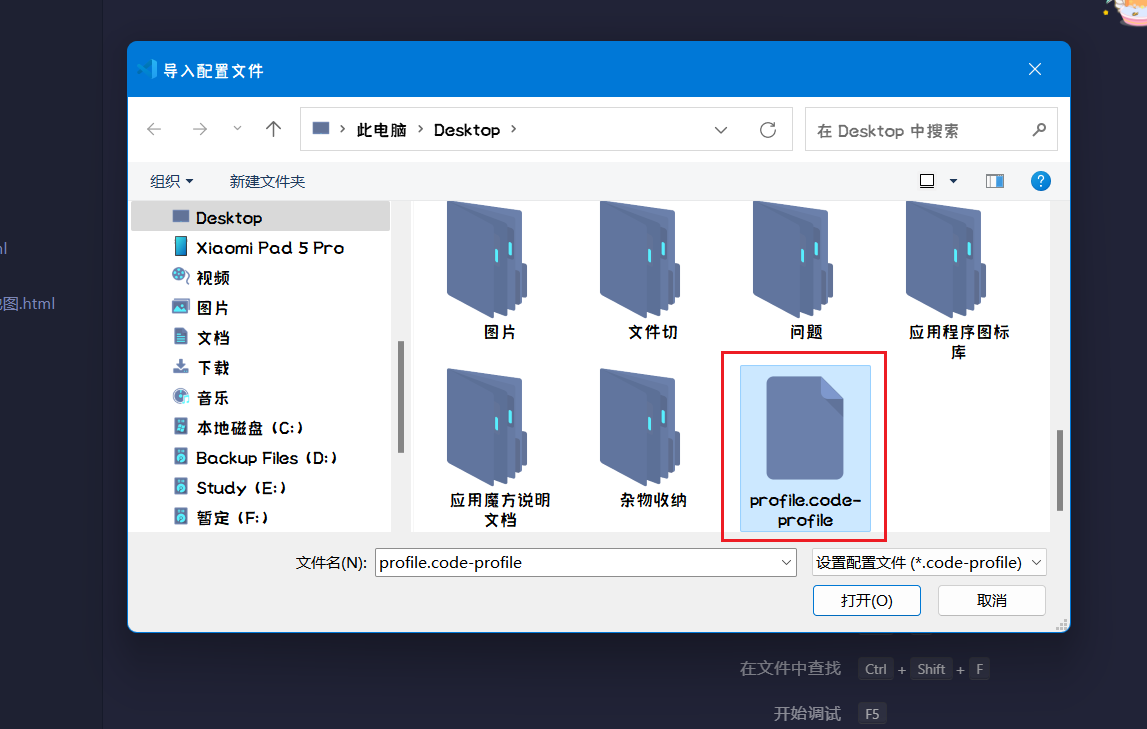 导入配置文件
此电脑 Desktop
在 Desktop 中搜索
组织 新建文件夹
Desktop
Xiaomi Pad 5 Pro
视频
图片
文档
下载
音乐
本地磁盘 (C:)
Backup Files (D:)
Study (E:)
暂定 (F:)
图片
文件切
问题
应用程序图标
库
应用魔方说明
文档
杂物收纳
profile.code-
profile
文件名(N): profile.code-profile 设置配置文件 (*.code-profile)
打开(O) 取消
图.html
在文件中查找 Ctrl + Shift + F
开始调试 F5